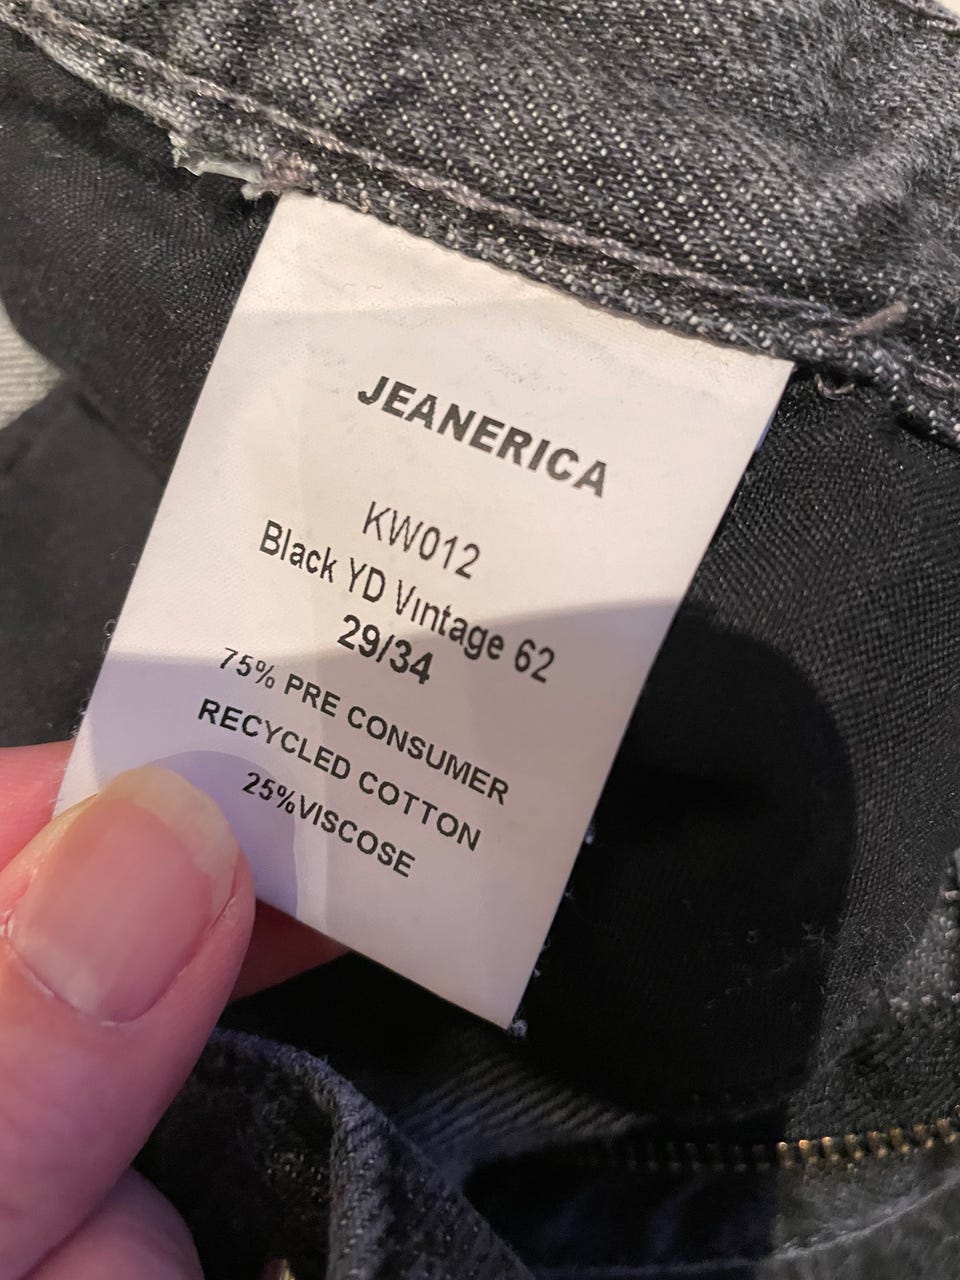 JEANERICA
KW012
Black YD Vintage 62
29/34
75% PRE CONSUMER
RECYCLED COTTON
25%VISCOSE